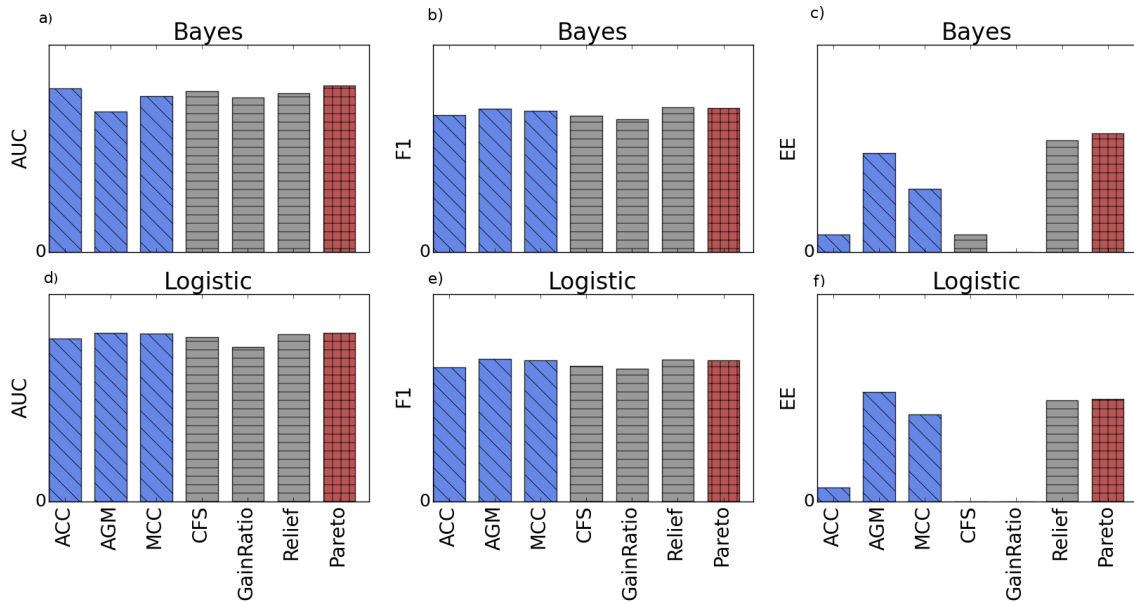 a)
Bayes
AUC
0
b)
Bayes
F1
0
c)
Bayes
EE
0
d)
Logistic
AUC
0
ACC
AGM
MCC
CFS
GainRatio
Relief
Pareto
e)
Logistic
F1
0
ACC
AGM
MCC
CFS
GainRatio
Relief
Pareto
f)
Logistic
EE
0
ACC
AGM
MCC
CFS
GainRatio
Relief
Pareto